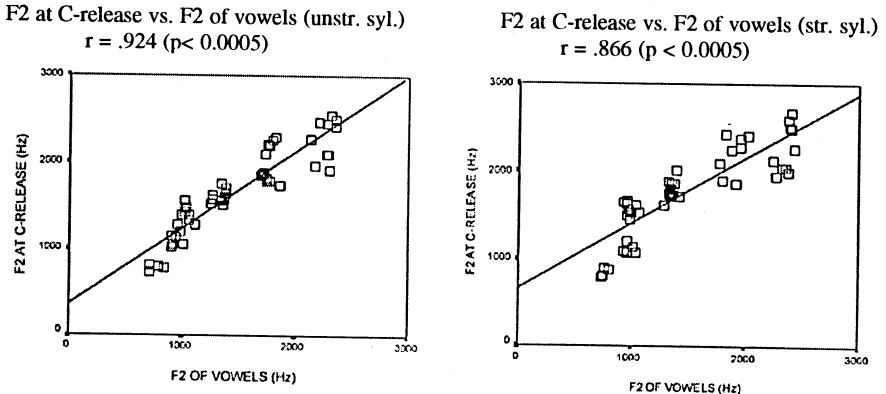 F2 at C-release vs. F2 of vowels (unstr. syl.)
r = .924 (p< 0.0005)
3000
2000
1000
0
F2 AT C-RELEASE (Hz)
0
1000
2000
3000
F2 OF VOWELS (Hz)
F2 at C-release vs. F2 of vowels (str. syl.)
r = .866 (p < 0.0005)
3000
2000
1000
0
F2 AT C-RELEASE (Hz)
0
1000
2000
3000
F2 OF VOWELS (Hz)